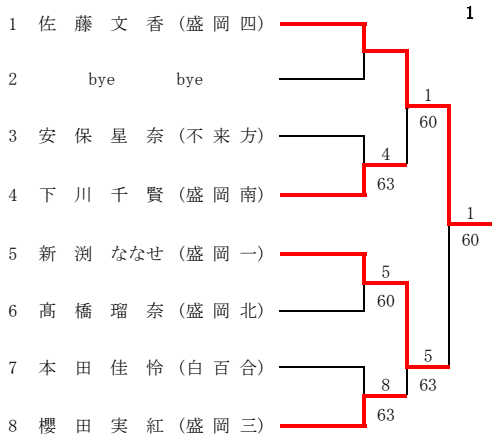 1
1 佐 藤 文 香 (盛 岡 四)
2 bye bye
1
60
3 安 保 星 奈 (不 来 方)
4
63
4 下 川 千 賢 (盛 岡 南)
1
60
5 新 渕 ななせ (盛 岡 一)
5
60
6 髙 橋 瑠 奈 (盛 岡 北)
5
63
7 本 田 佳 怜 (白 百 合)
8
63
8 櫻 田 実 紅 (盛 岡 三)